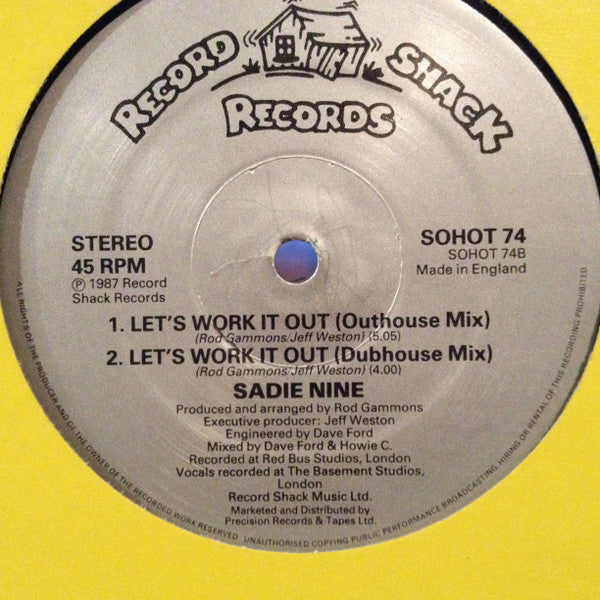 RECORD SHACK
RECORDS
STEREO
45 RPM
Ⓟ 1987 Record
Shack Records
SOHOT 74
SOHOT 74B
Made in England
1. LET'S WORK IT OUT (Outhouse Mix)
(Rod Gammons/Jeff Weston) (5.05)
2. LET'S WORK IT OUT (Dubhouse Mix)
(Rod Gammons/Jeff Weston) (4.00)
SADIE NINE
Produced and arranged by Rod Gammons
Executive producer: Jeff Weston
Engineered by Dave Ford
Mixed by Dave Ford & Howie C.
Recorded at Red Bus Studios, London
Vocals recorded at The Basement Studios,
London
Record Shack Music Ltd.
Marketed and Distributed by
Precision Records & Tapes Ltd.
ALL RIGHTS OF THE PRODUCER AND OF THE OWNER OF THE RECORDED WORK RESERVED UNAUTHORISED COPYING PUBLIC PERFORMANCE BROADCASTING, HIRING OR RENTAL OF THIS RECORDING PROHIBITED